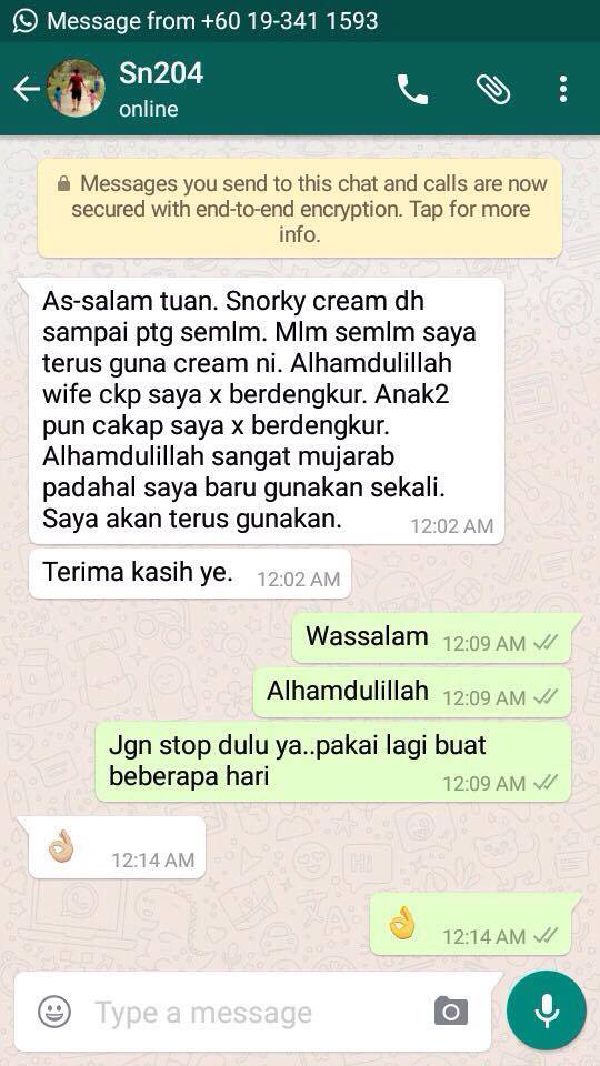 Message from +60 19-341 1593
Sn204
online
Messages you send to this chat and calls are now
secured with end-to-end encryption. Tap for more
info.
As-salam tuan. Snorky cream dh
sampai ptg semlm. Mlm semlm saya
terus guna cream ni. Alhamdulillah
wife ckp saya x berdengkur. Anak2
pun cakap saya x berdengkur.
Alhamdulillah sangat mujarab
padahal saya baru gunakan sekali.
Saya akan terus gunakan.
12:02 AM
Terima kasih ye. 12:02 AM
Wassalam 12:09 AM
Alhamdulillah 12:09 AM
Jgn stop dulu ya..pakai lagi buat
beberapa hari 12:09 AM
👌🏼 12:14 AM
👌 12:14 AM
Type a message